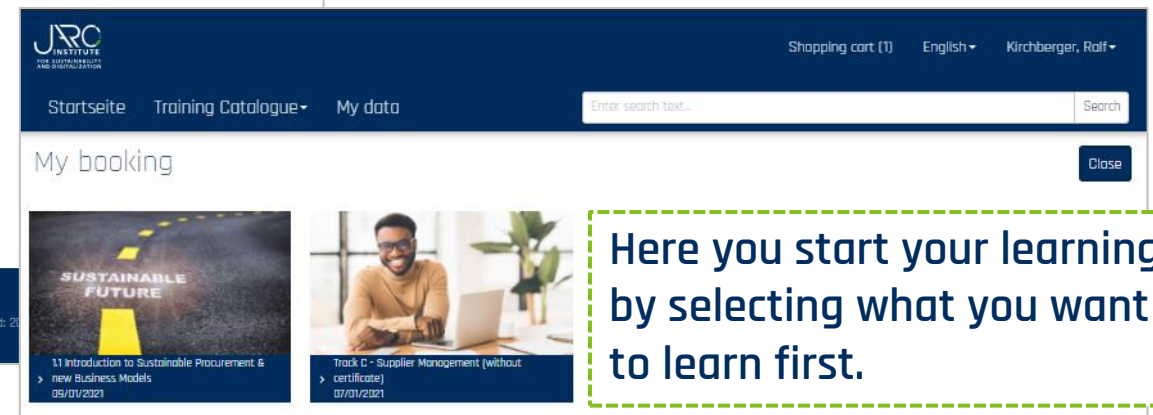 JARO
INSTITUTE
FOR SUSTAINABILITY
AND DIGITALIZATION
Shopping cart (1) English Kirchberger, Ralf
Startseite Training Catalogue My data
Enter search text... Search
My booking
Close
SUSTAINABLE
FUTURE
1.1 Introduction to Sustainable Procurement &
> new Business Models
09/01/2021
Track C - Supplier Management (without
> certificate)
07/01/2021
Here you start your learning
by selecting what you want
to learn first.